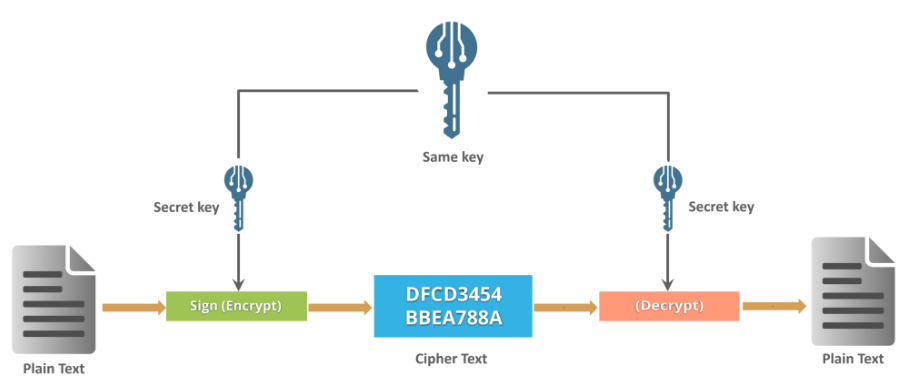 Same key
Secret key
Secret key
Sign (Encrypt)
DFCD3454
BBEA788A
(Decrypt)
Plain Text
Cipher Text
Plain Text